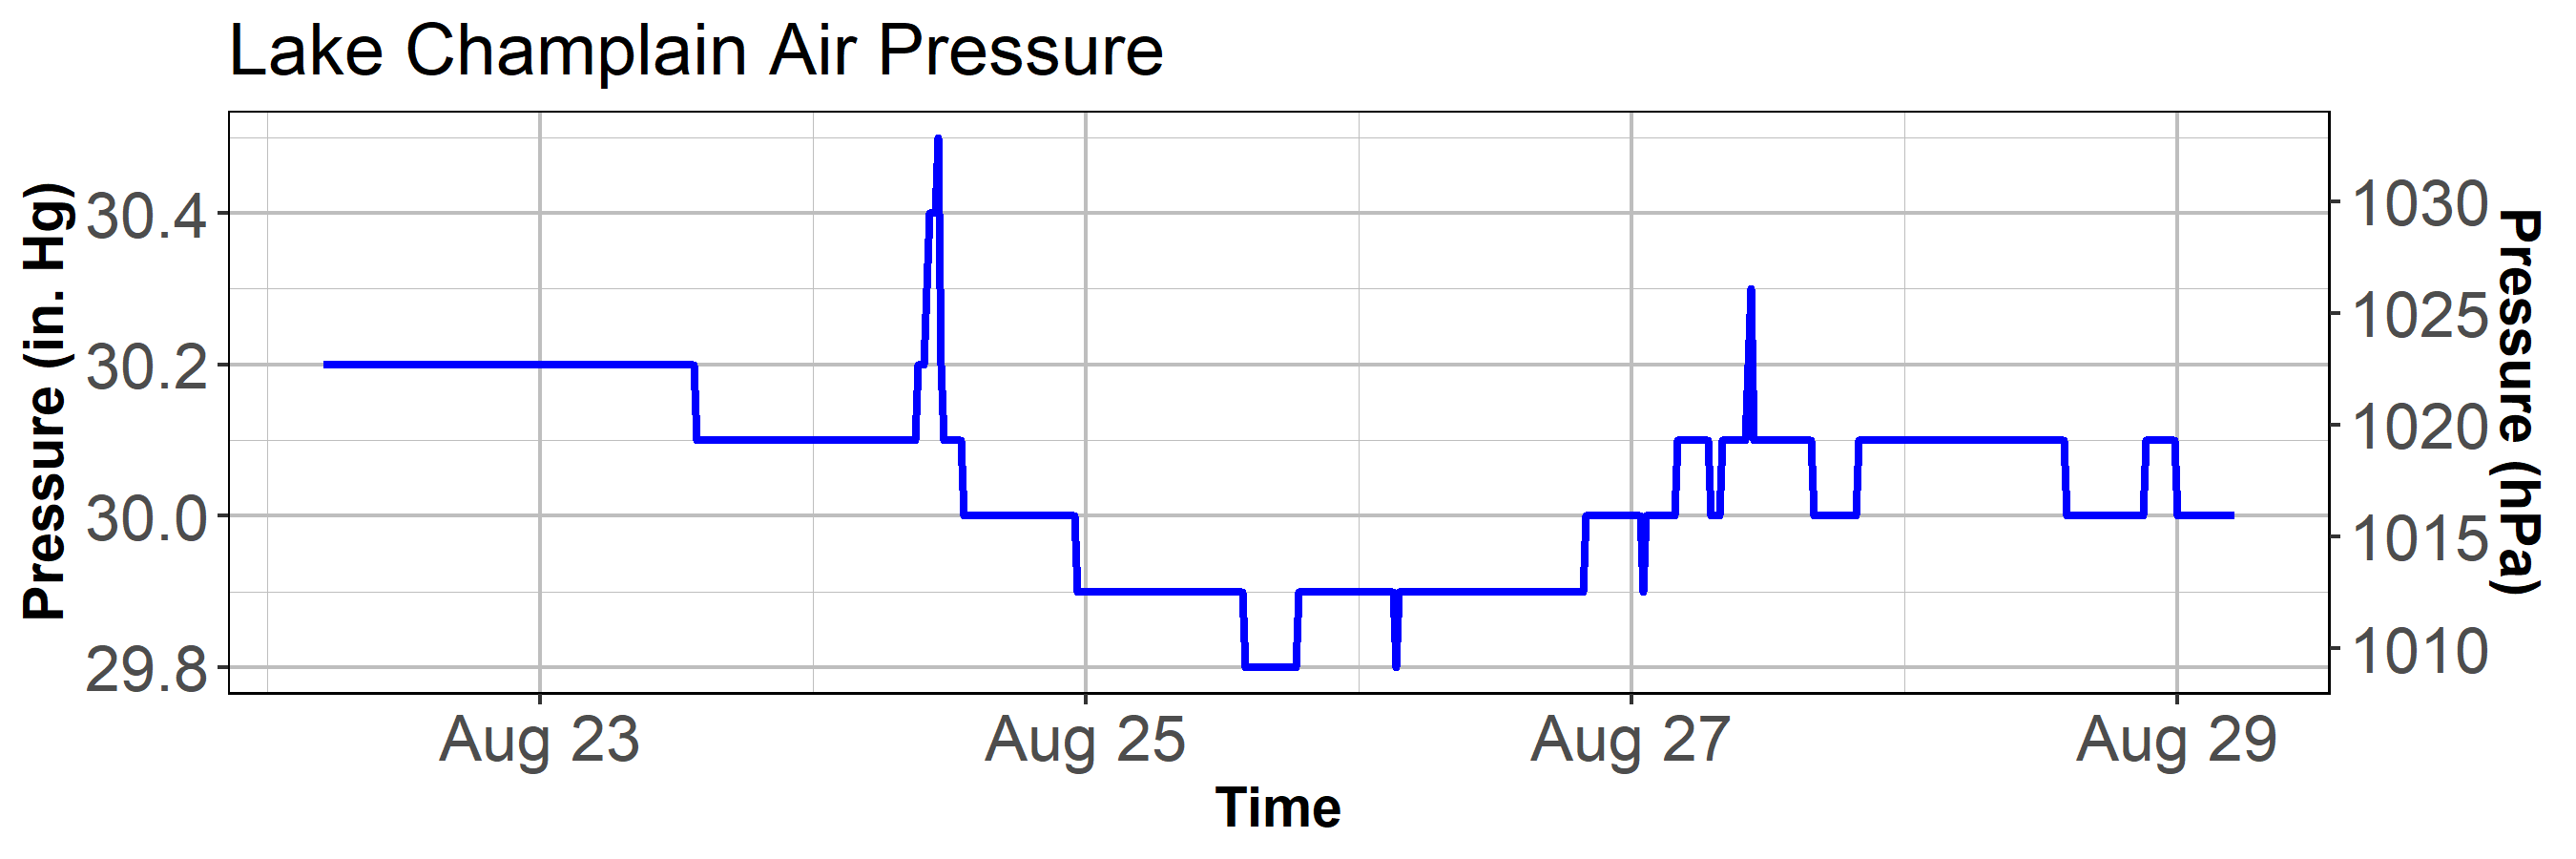 Lake Champlain Air Pressure
Pressure (in. Hg)
30.4
30.2
30.0
29.8
1030
1025
1020
1015
1010
Pressure (hPa)
Aug 23
Aug 25
Aug 27
Aug 29
Time